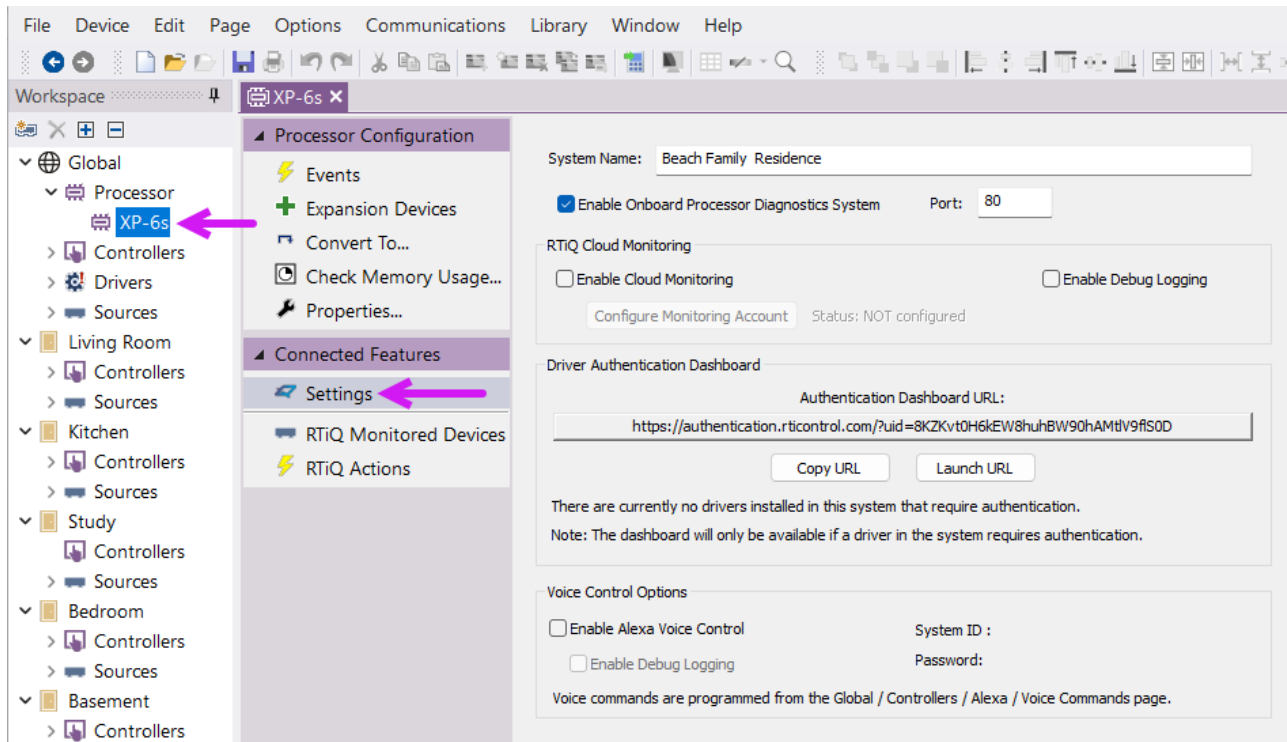 File Device Edit Page Options Communications Library Window Help
Workspace
XP-6s
Global
Processor
XP-6s
Controllers
Drivers
Sources
Living Room
Controllers
Sources
Kitchen
Controllers
Sources
Study
Controllers
Sources
Bedroom
Controllers
Sources
Basement
Controllers
Processor Configuration
Events
Expansion Devices
Convert To...
Check Memory Usage...
Properties...
Connected Features
Settings
RTiQ Monitored Devices
RTiQ Actions
System Name: Beach Family Residence
Enable Onboard Processor Diagnostics System Port: 80
RTiQ Cloud Monitoring
Enable Cloud Monitoring Enable Debug Logging
Configure Monitoring Account Status: NOT configured
Driver Authentication Dashboard
Authentication Dashboard URL:
https://authentication.rticontrol.com/?uid=8KZKvt0H6kEW8huhBW90hAMtlV9flS0D
Copy URL Launch URL
There are currently no drivers installed in this system that require authentication.
Note: The dashboard will only be available if a driver in the system requires authentication.
Voice Control Options
Enable Alexa Voice Control System ID :
Enable Debug Logging Password:
Voice commands are programmed from the Global / Controllers / Alexa / Voice Commands page.